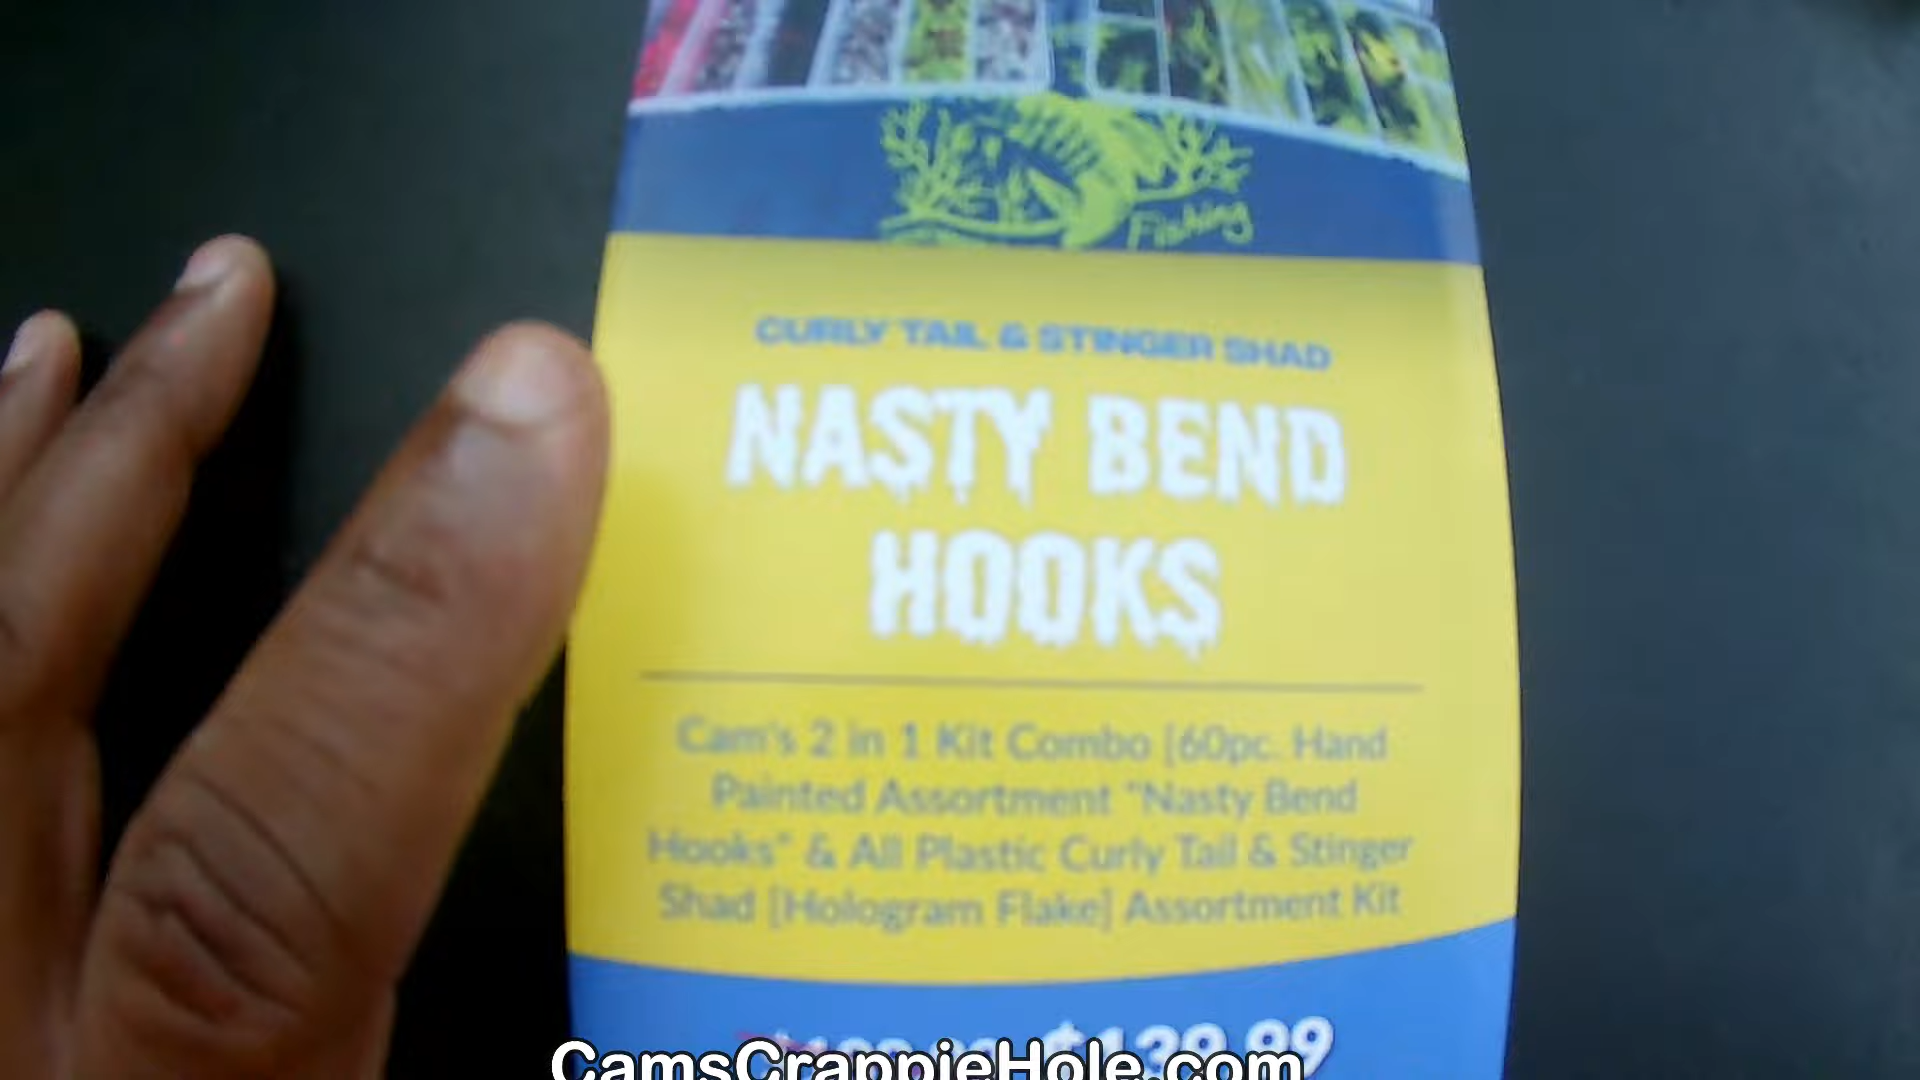 Fishing
CURLY TAIL & STINGER SHAD
NASTY BEND
HOOKS
Cam's 2 in 1 Kit Combo [60pc. Hand
Painted Assortment "Nasty Bend
Hooks" & All Plastic Curly Tail & Stinger
Shad [Hologram Flake] Assortment Kit
$139.99
CamsCrappieHole.com